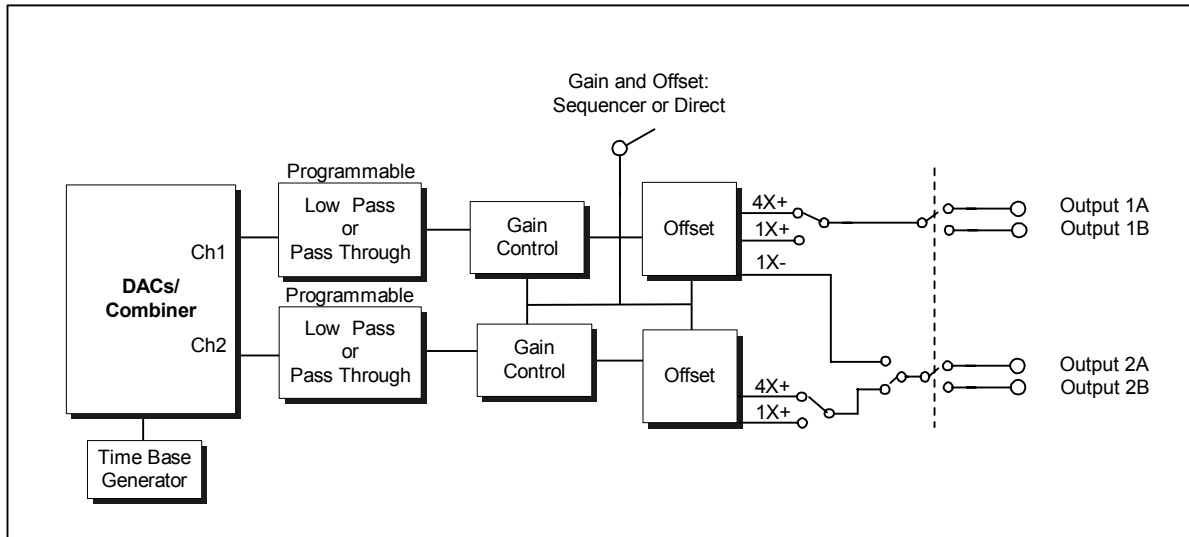 Gain and Offset:
Sequencer or Direct
Programmable
Low Pass
or
Pass Through
Gain
Control
Offset
4X+
1X+
1X-
Output 1A
Output 1B
Ch1
DACs/
Combiner
Ch2
Programmable
Low Pass
or
Pass Through
Gain
Control
Offset
4X+
1X+
Output 2A
Output 2B
Time Base
Generator